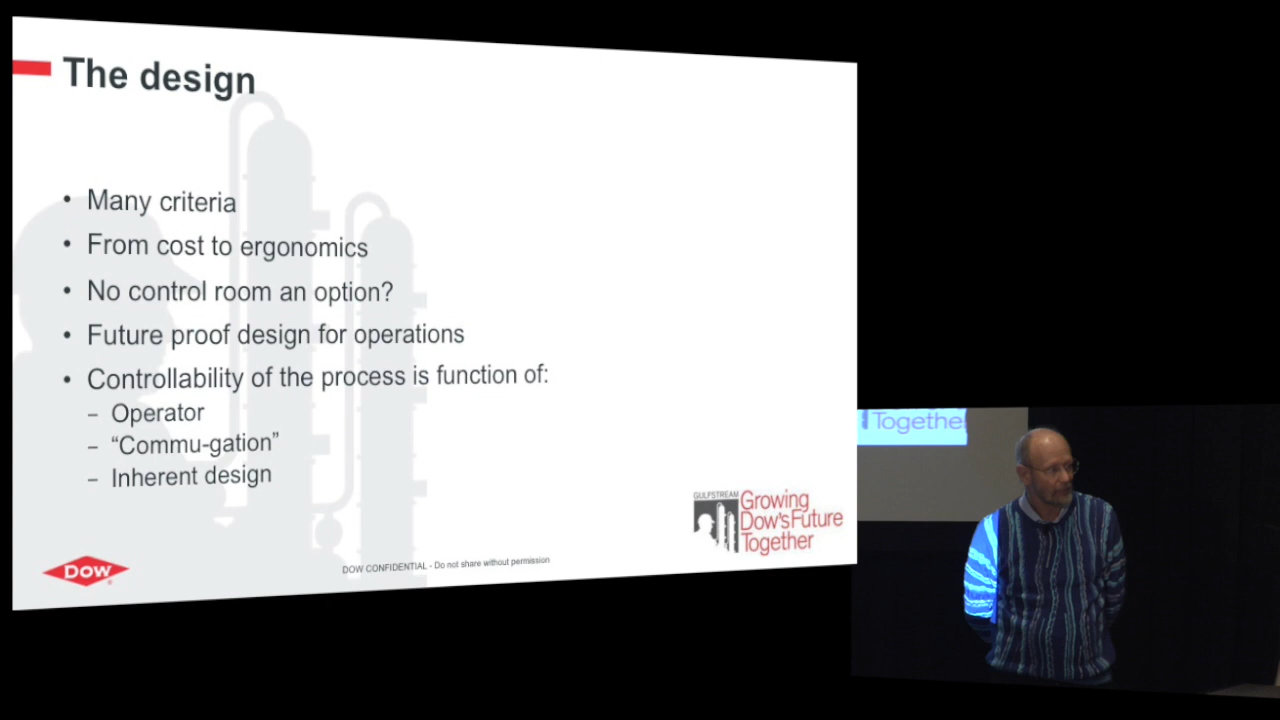 The design
• Many criteria
• From cost to ergonomics
• No control room an option?
• Future proof design for operations
• Controllability of the process is function of:
– Operator
– “Commu-gation”
– Inherent design
GULFSTREAM
Growing
Dow'sFuture
Together
DOW
DOW CONFIDENTIAL - Do not share without permission
Together